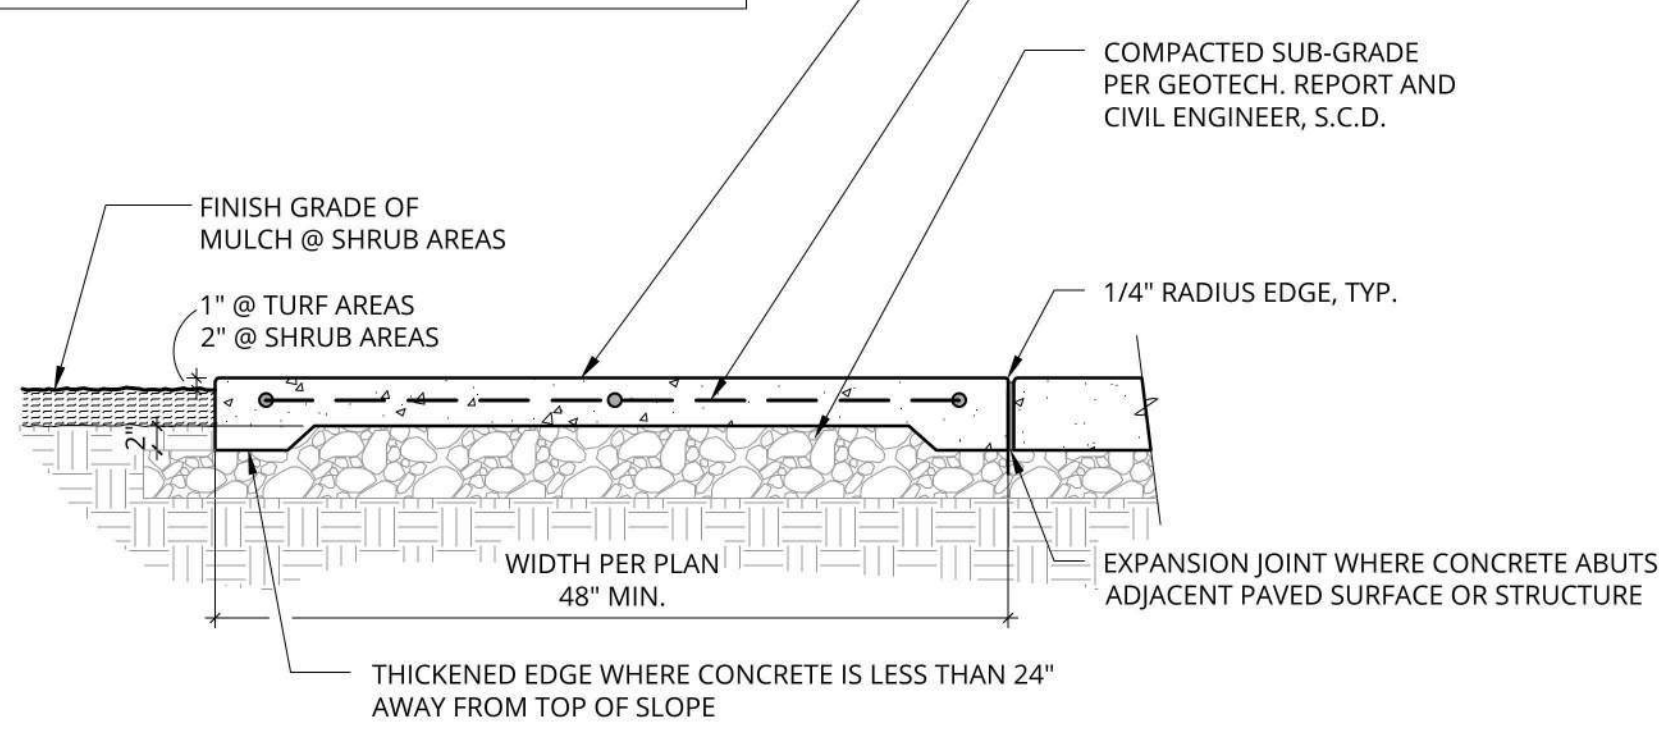 COMPACTED SUB-GRADE
PER GEOTECH. REPORT AND
CIVIL ENGINEER, S.C.D.
FINISH GRADE OF
MULCH @ SHRUB AREAS
1" @ TURF AREAS
2" @ SHRUB AREAS
1/4" RADIUS EDGE, TYP.
2"
WIDTH PER PLAN
48" MIN.
EXPANSION JOINT WHERE CONCRETE ABUTS
ADJACENT PAVED SURFACE OR STRUCTURE
THICKENED EDGE WHERE CONCRETE IS LESS THAN 24"
AWAY FROM TOP OF SLOPE